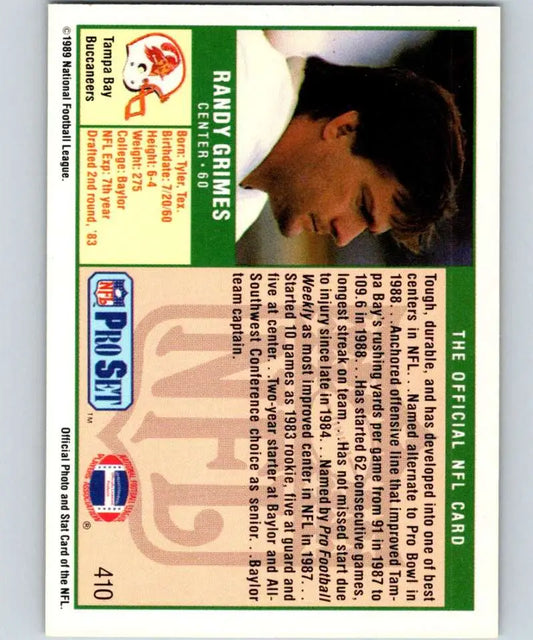 THE OFFICIAL NFL CARD
RANDY GRIMES
CENTER • 60
Tampa Bay
Buccaneers
Born: Tyler, Tex.
Birthdate: 7/20/60
Height: 6-4
Weight: 275
College: Baylor
NFL Exp: 7th year
Drafted 2nd round, '83
Tough, durable, and has developed into one of best
centers in NFL. . .Named alternate to Pro Bowl in
1988. . .Anchored offensive line that improved Tam-
pa Bay's rushing yards per game from 91 in 1987 to
109.6 in 1988. . .Has started 62 consecutive games,
longest streak on team. . .Has not missed start due
to injury since late in 1984. . .Named by Pro Football
Weekly as most improved center in NFL in 1987. . .
Started 10 games as 1983 rookie, five at guard and
five at center. . .Two-year starter at Baylor and All-
Southwest Conference choice as senior. . .Baylor
team captain.
NFL
NFL PRO SET ™
®
410
©1989 National Football League.
Official Photo and Stat Card of the NFL.